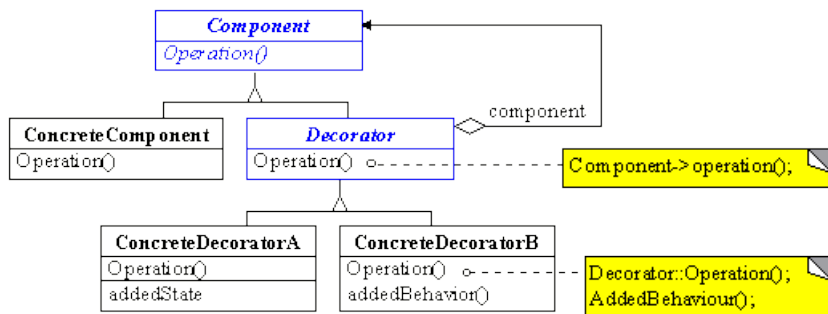 Component
Operation()
component
ConcreteComponent
Operation()
Decorator
Operation()
Component->operation();
ConcreteDecoratorA
Operation()
addedState
ConcreteDecoratorB
Operation()
addedBehavior()
Decorator::Operation();
AddedBehaviour();